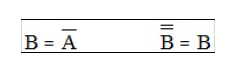 B = A̅ B̿ = B